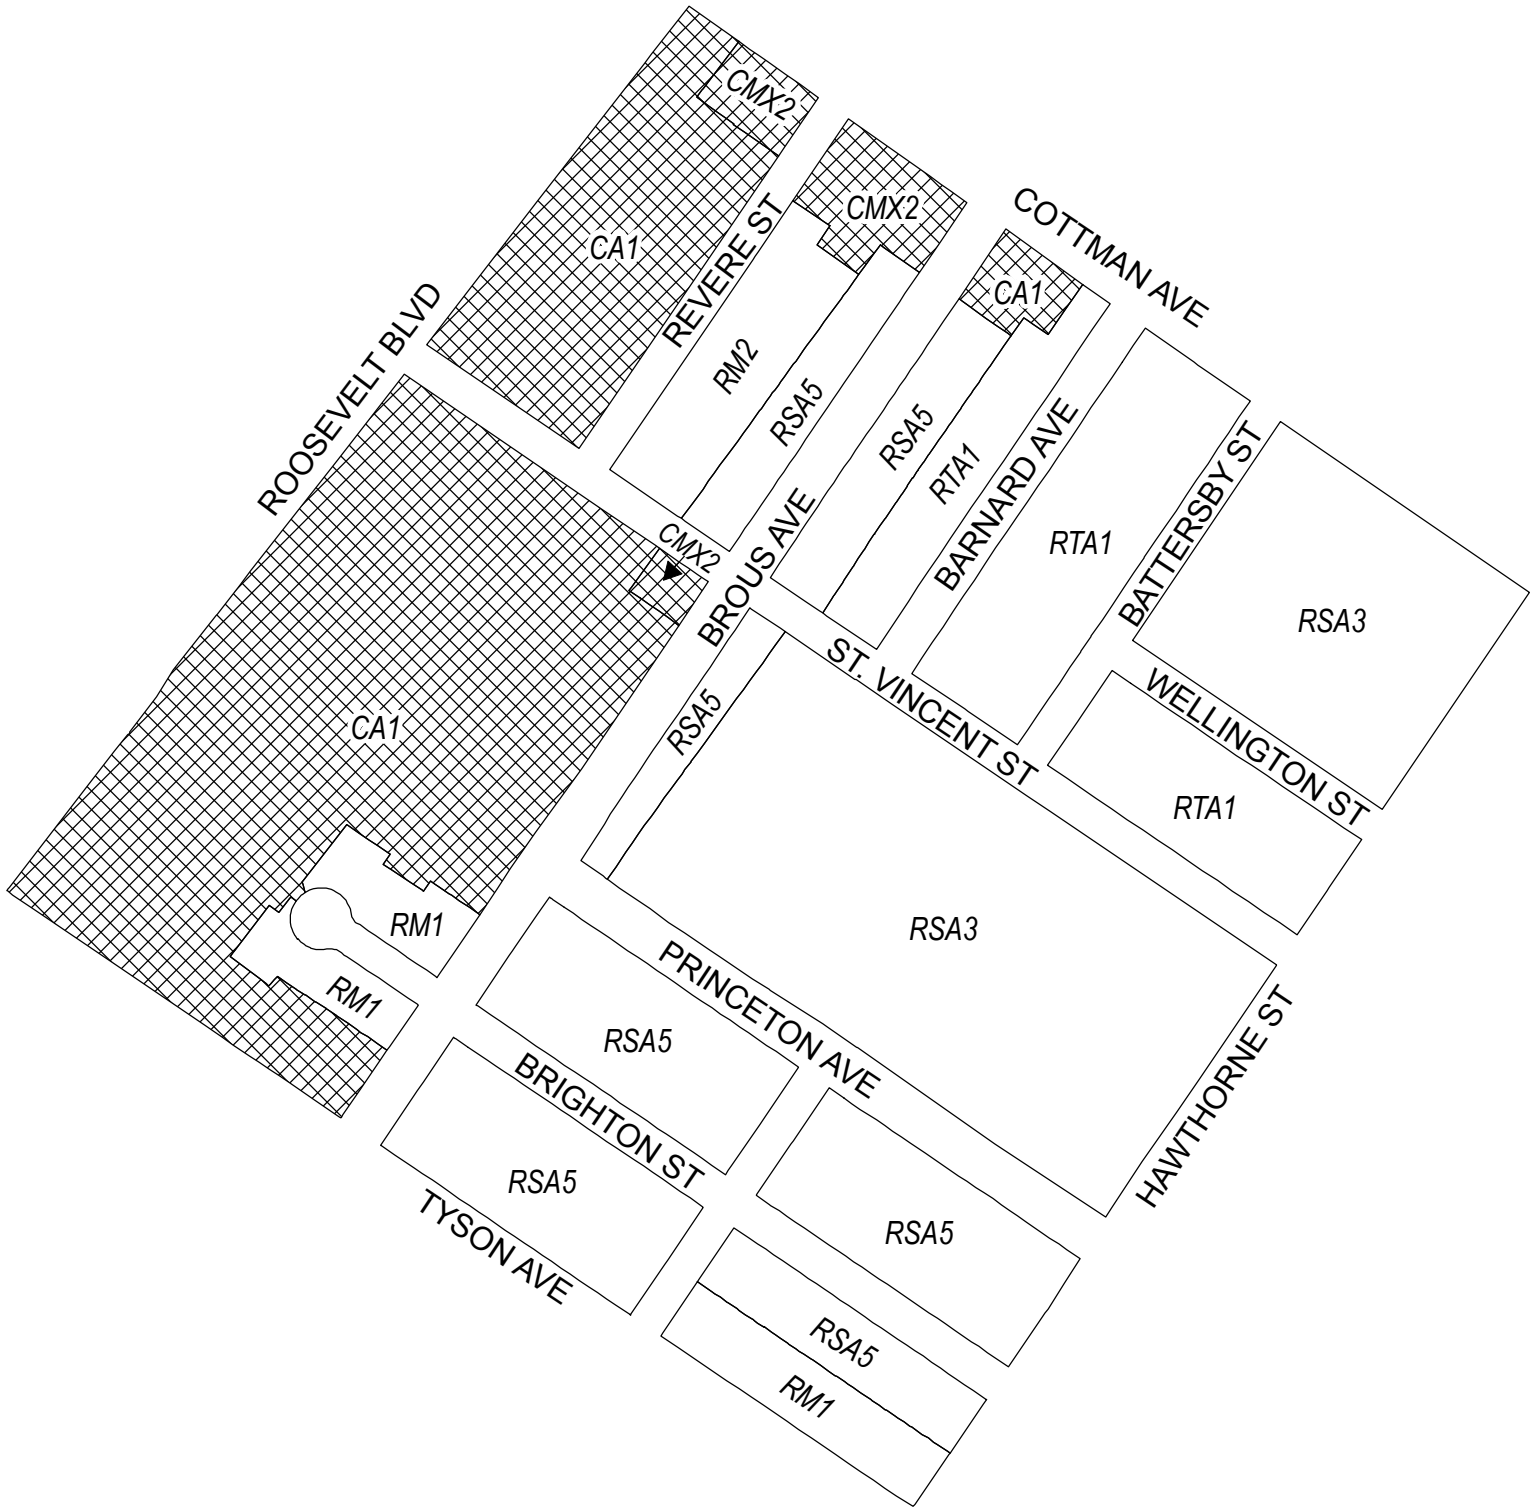 CMX2
CMX2
COTTMAN AVE
CA1
REVERE ST
CA1
ROOSEVELT BLVD
RM2
RSA5
RSA5
RTA1
BARNARD AVE
RTA1
BATTERSBY ST
RSA3
CMX2
BROUS AVE
ST. VINCENT ST
WELLINGTON ST
RSA5
CA1
RTA1
RM1
RSA3
RM1
PRINCETON AVE
RSA5
HAWTHORNE ST
BRIGHTON ST
RSA5
TYSON AVE
RSA5
RSA5
RM1